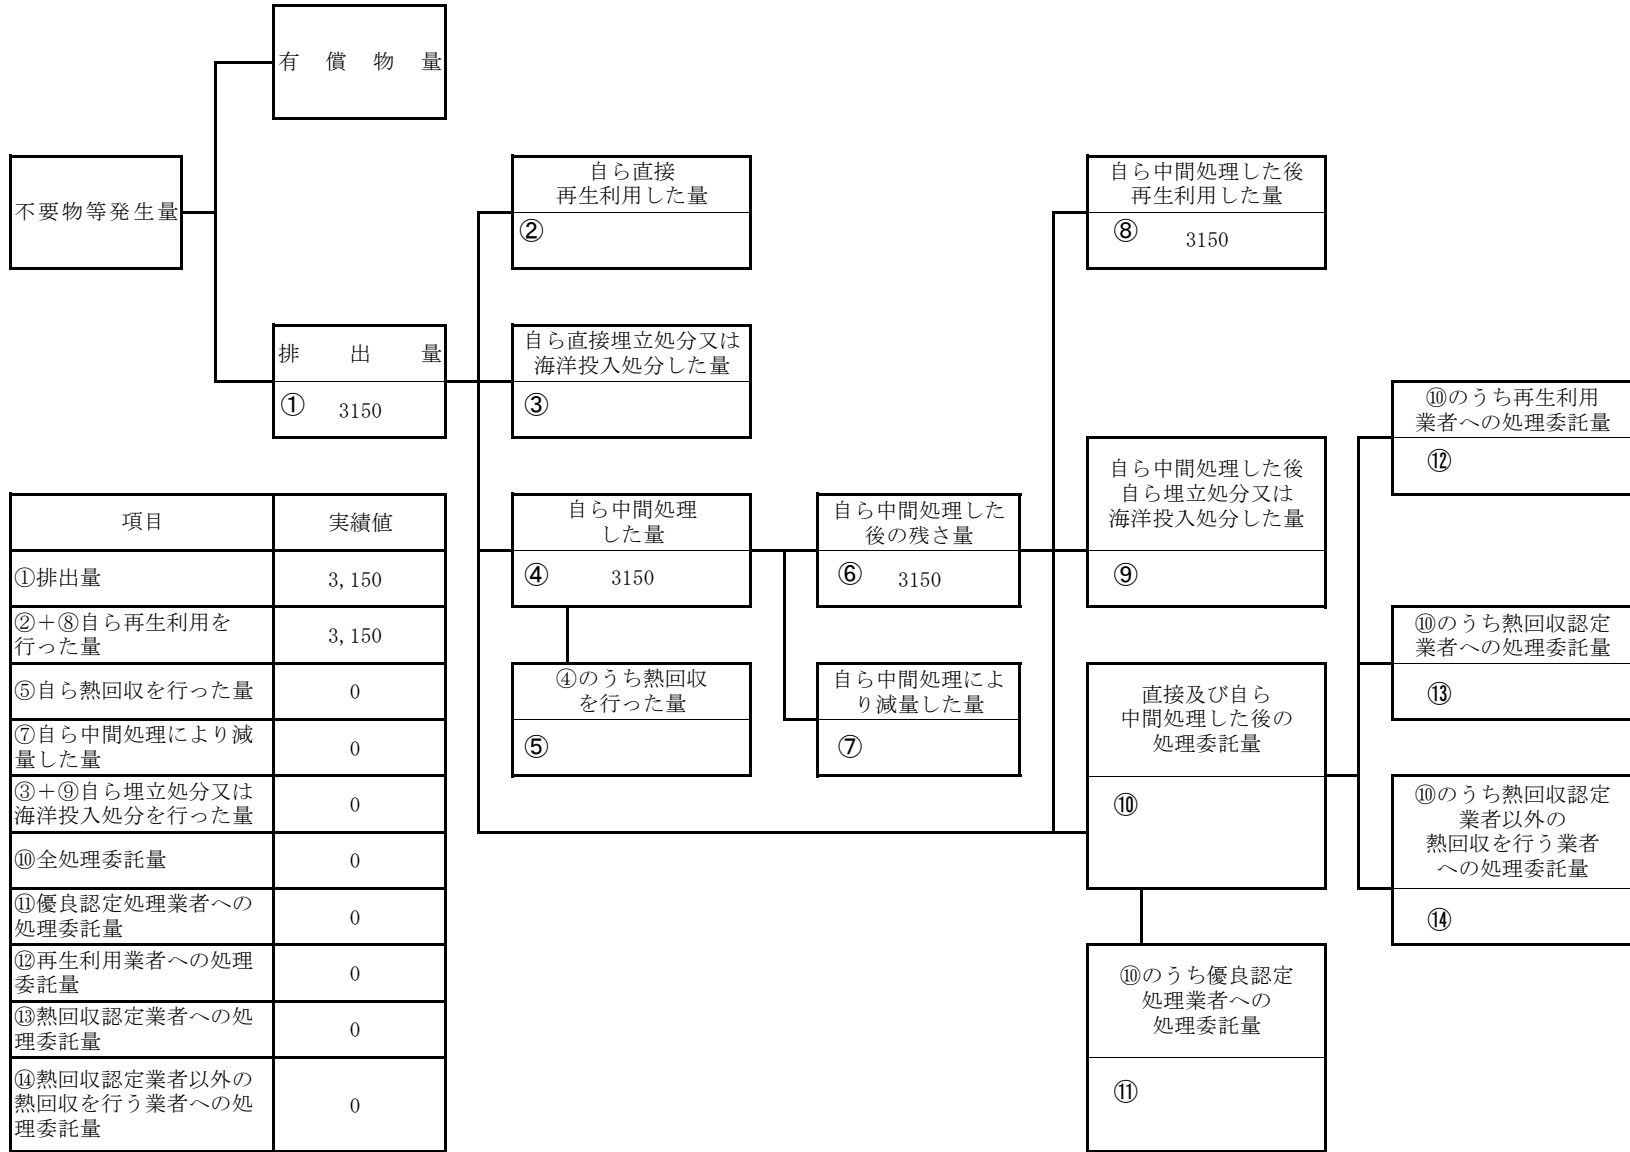 有償物量
不要物等発生量
排出量
① 3150
自ら直接
再生利用した量
②
自ら直接埋立処分又は
海洋投入処分した量
③
自ら中間処理
した量
④ 3150
④のうち熱回収
を行った量
⑤
自ら中間処理した
後の残さ量
⑥ 3150
自ら中間処理によ
り減量した量
⑦
自ら中間処理した後
再生利用した量
⑧ 3150
自ら中間処理した後
自ら埋立処分又は
海洋投入処分した量
⑨
直接及び自ら
中間処理した後の
処理委託量
⑩
⑩のうち優良認定
処理業者への
処理委託量
⑪
⑩のうち再生利用
業者への処理委託量
⑫
⑩のうち熱回収認定
業者への処理委託量
⑬
⑩のうち熱回収認定
業者以外の
熱回収を行う業者
への処理委託量
⑭
項目 実績値
①排出量 3,150
②＋⑧自ら再生利用を
行った量 3,150
⑤自ら熱回収を行った量 0
⑦自ら中間処理により減
量した量 0
③＋⑨自ら埋立処分又は
海洋投入処分を行った量 0
⑩全処理委託量 0
⑪優良認定処理業者への
処理委託量 0
⑫再生利用業者への処理
委託量 0
⑬熱回収認定業者への処
理委託量 0
⑭熱回収認定業者以外の
熱回収を行う業者への処
理委託量 0